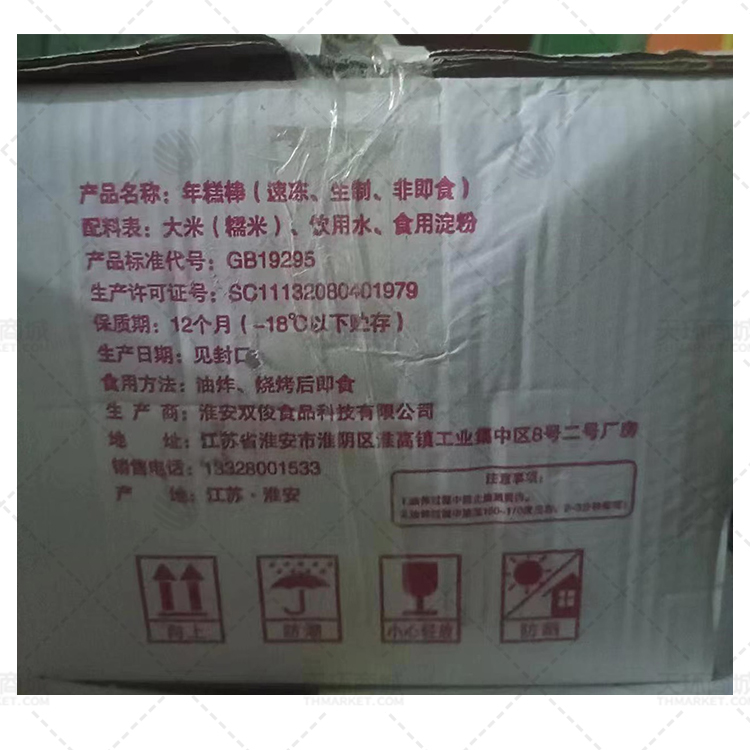 产品名称：年糕棒（速冻、生制、非即食）
配料表：大米（糯米）、饮用水、食用淀粉
产品标准代号：GB19295
生产许可证号：SC11132080401979
保质期：12个月（-18℃以下贮存）
生产日期：见封口
食用方法：油炸、烧烤后即食
生产商：淮安双俊食品科技有限公司
地址：江苏省淮安市淮阴区淮高镇工业集中区8号二号厂房
销售电话：13328001533
产地：江苏·淮安
注意事项：
向上
防潮
小心轻放
防晒
THMARKET.COM